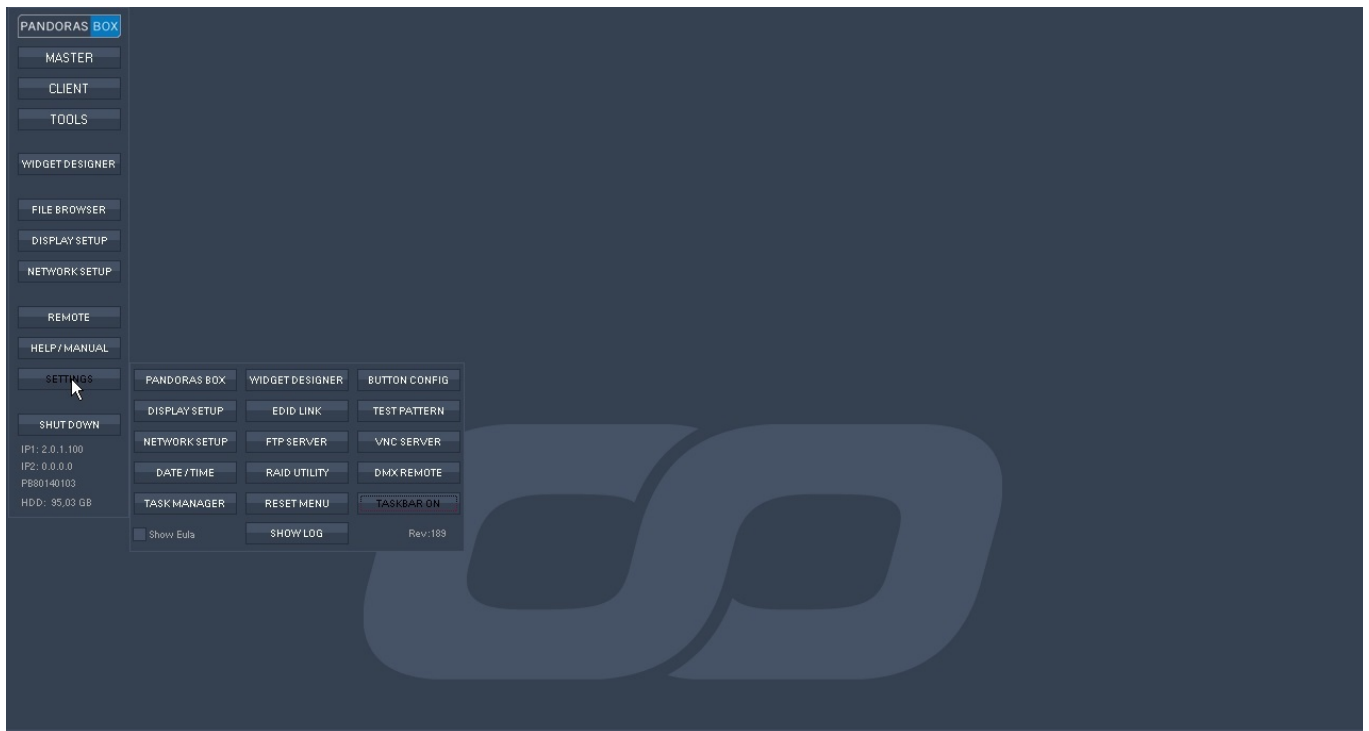 PANDORAS BOX
MASTER
CLIENT
TOOLS
WIDGET DESIGNER
FILE BROWSER
DISPLAY SETUP
NETWORK SETUP
REMOTE
HELP / MANUAL
SETTINGS
SHUT DOWN
IP1: 2.0.1.100
IP2: 0.0.0.0
PB80140103
HDD: 95,03 GB
PANDORAS BOX WIDGET DESIGNER BUTTON CONFIG
DISPLAY SETUP EDID LINK TEST PATTERN
NETWORK SETUP FTP SERVER VNC SERVER
DATE / TIME RAID UTILITY DMX REMOTE
TASK MANAGER RESET MENU TASKBAR ON
Show Eula SHOW LOG Rev:189